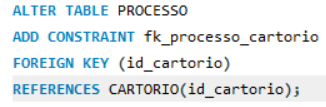 ALTER TABLE PROCESSO
ADD CONSTRAINT fk_processo_cartorio
FOREIGN KEY (id_cartorio)
REFERENCES CARTORIO(id_cartorio);